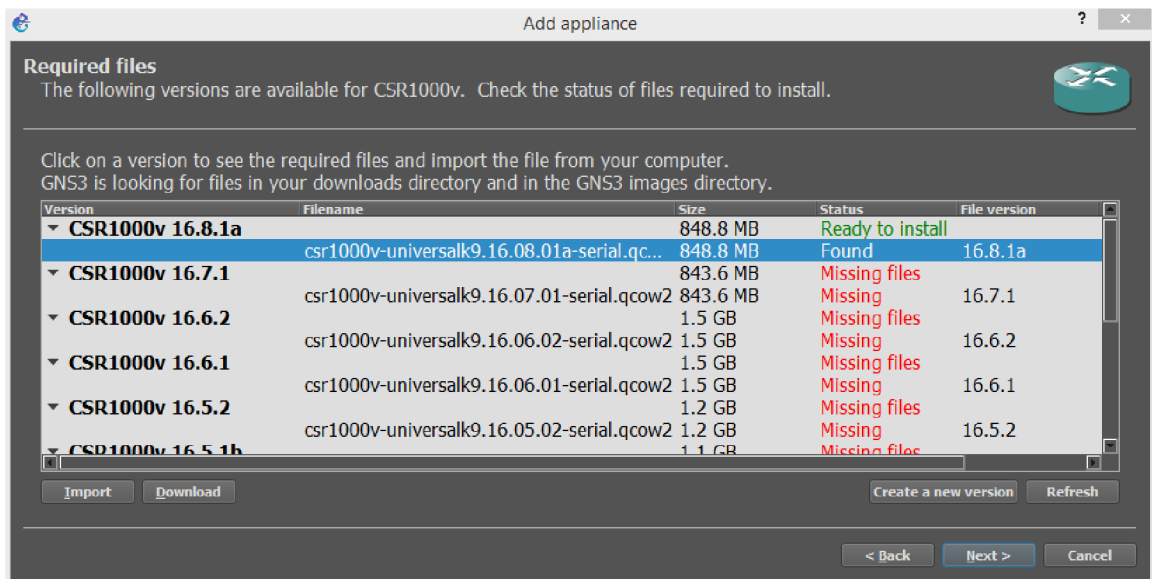 Add appliance
?
Required files
The following versions are available for CSR1000v. Check the status of files required to install.
Click on a version to see the required files and import the file from your computer.
GNS3 is looking for files in your downloads directory and in the GNS3 images directory.
Version Filename Size Status File version
CSR1000v 16.8.1a 848.8 MB Ready to install
csr1000v-universalk9.16.08.01a-serial.qc... 848.8 MB Found 16.8.1a
CSR1000v 16.7.1 843.6 MB Missing files
csr1000v-universalk9.16.07.01-serial.qcow2 843.6 MB Missing 16.7.1
CSR1000v 16.6.2 1.5 GB Missing files
csr1000v-universalk9.16.06.02-serial.qcow2 1.5 GB Missing 16.6.2
CSR1000v 16.6.1 1.5 GB Missing files
csr1000v-universalk9.16.06.01-serial.qcow2 1.5 GB Missing 16.6.1
CSR1000v 16.5.2 1.2 GB Missing files
csr1000v-universalk9.16.05.02-serial.qcow2 1.2 GB Missing 16.5.2
CSR1000v 16.5.1b 1.1 GB Missing files
Import Download Create a new version Refresh
< Back Next > Cancel